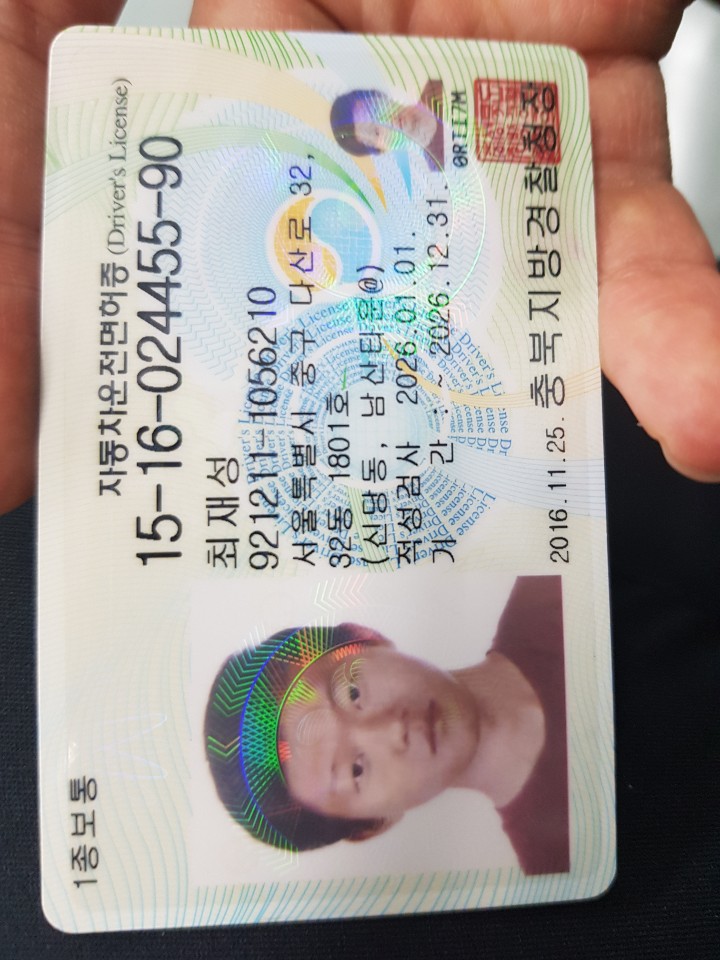 1종보통
자동차운전면허증 (Driver's License)
15-16-024455-90
최재성
921211-1056210
서울특별시 중구 다산로 32,
32동 1801호
(신당동, 남산타운@)
적성검사 2026.01.01.
기 간 : ~ 2026.12.31.
0RII7M
2016.11.25. 충북지방경찰청장